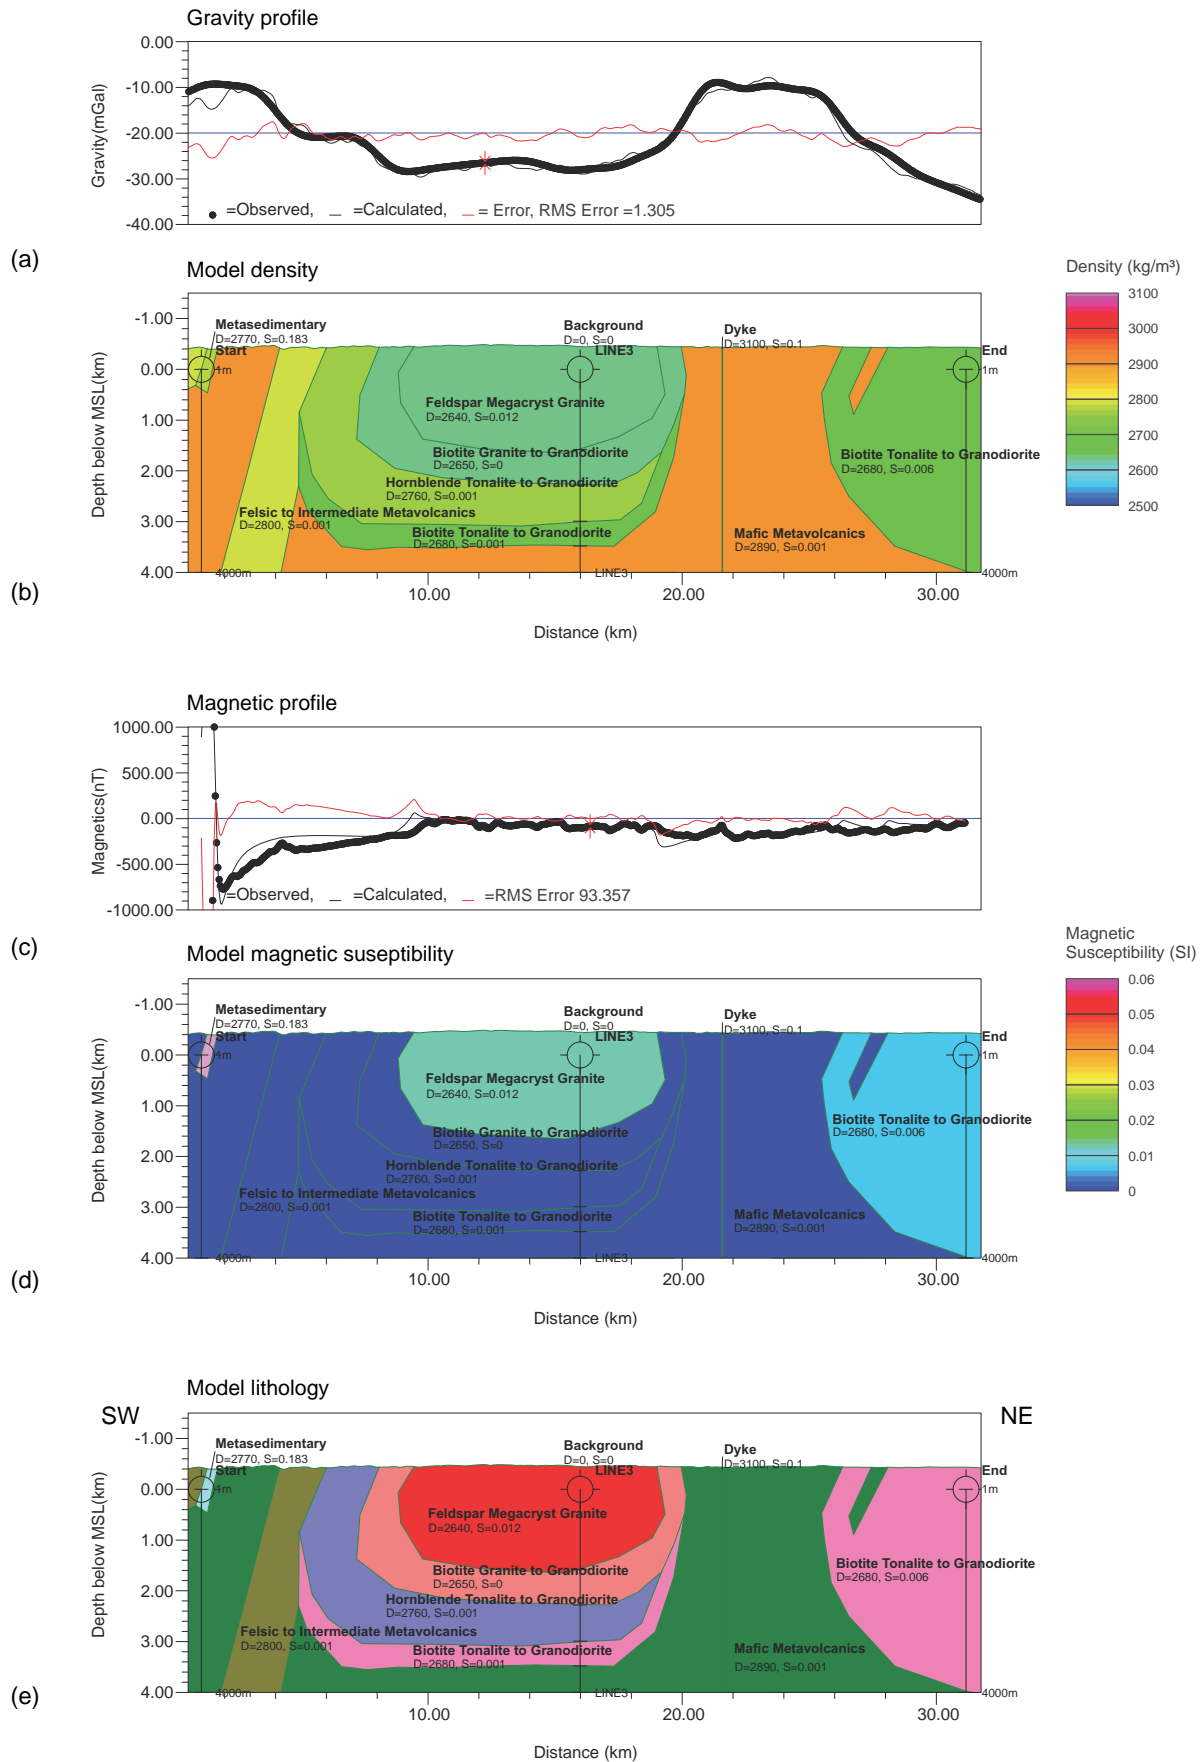 Gravity profile
0.00
-10.00
-20.00
-30.00
-40.00
Gravity(mGal)
=Observed, =Calculated, = Error, RMS Error =1.305
(a)
Model density
Density (kg/m³)
3100
3000
2900
2800
2700
2600
2500
-1.00
0.00
1.00
2.00
3.00
4.00
Depth below MSL(km)
Metasedimentary
D=2770, S=0.183
Start
1m
Background
D=0, S=0
LINE3
Dyke
D=3100, S=0.1
End
1m
Feldspar Megacryst Granite
D=2640, S=0.012
Biotite Granite to Granodiorite
D=2650, S=0
Biotite Tonalite to Granodiorite
D=2680, S=0.006
Hornblende Tonalite to Granodiorite
D=2760, S=0.001
Felsic to Intermediate Metavolcanics
D=2800, S=0.001
Biotite Tonalite to Granodiorite
D=2680, S=0.001
Mafic Metavolcanics
D=2890, S=0.001
4000m
LINE3
4000m
(b)
10.00
20.00
30.00
Distance (km)
Magnetic profile
1000.00
500.00
0.00
-500.00
-1000.00
Magnetics(nT)
=Observed, =Calculated, =RMS Error 93.357
(c)
Model magnetic suseptibility
Magnetic
Susceptibility (SI)
0.06
0.05
0.04
0.03
0.02
0.01
0
-1.00
0.00
1.00
2.00
3.00
4.00
Depth below MSL(km)
Metasedimentary
D=2770, S=0.183
Start
1m
Background
D=0, S=0
LINE3
Dyke
D=3100, S=0.1
End
1m
Feldspar Megacryst Granite
D=2640, S=0.012
Biotite Granite to Granodiorite
D=2650, S=0
Biotite Tonalite to Granodiorite
D=2680, S=0.006
Hornblende Tonalite to Granodiorite
D=2760, S=0.001
Felsic to Intermediate Metavolcanics
D=2800, S=0.001
Biotite Tonalite to Granodiorite
D=2680, S=0.001
Mafic Metavolcanics
D=2890, S=0.001
4000m
LINE3
4000m
(d)
10.00
20.00
30.00
Distance (km)
Model lithology
SW
NE
-1.00
0.00
1.00
2.00
3.00
4.00
Depth below MSL(km)
Metasedimentary
D=2770, S=0.183
Start
1m
Background
D=0, S=0
LINE3
Dyke
D=3100, S=0.1
End
1m
Feldspar Megacryst Granite
D=2640, S=0.012
Biotite Granite to Granodiorite
D=2650, S=0
Biotite Tonalite to Granodiorite
D=2680, S=0.006
Hornblende Tonalite to Granodiorite
D=2760, S=0.001
Felsic to Intermediate Metavolcanics
D=2800, S=0.001
Biotite Tonalite to Granodiorite
D=2680, S=0.001
Mafic Metavolcanics
D=2890, S=0.001
4000m
LINE3
4000m
(e)
10.00
20.00
30.00
Distance (km)